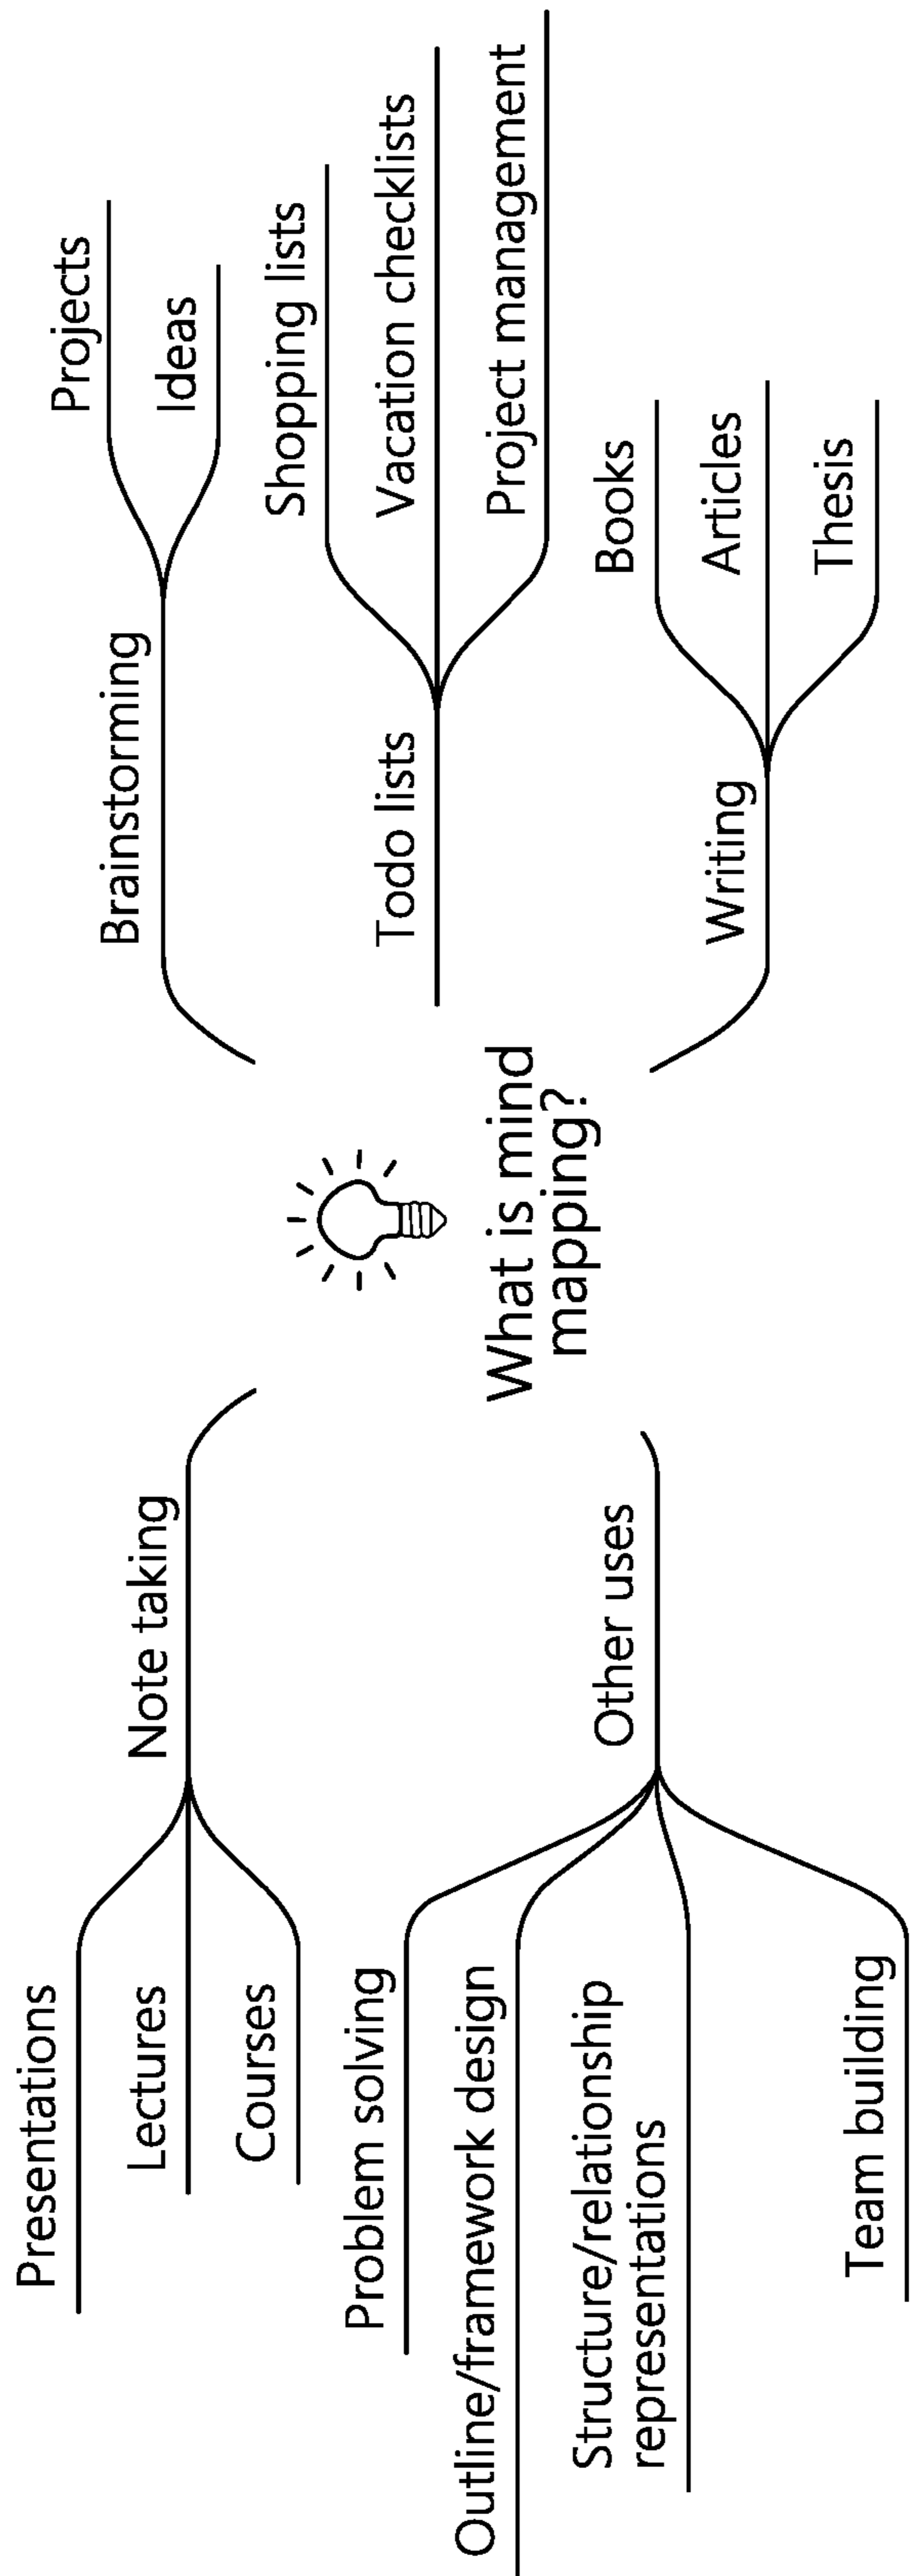 What is mind
mapping?
Note taking
Presentations
Lectures
Courses
Other uses
Problem solving
Outline/framework design
Structure/relationship
representations
Team building
Brainstorming
Projects
Ideas
Todo lists
Shopping lists
Vacation checklists
Project management
Writing
Books
Articles
Thesis